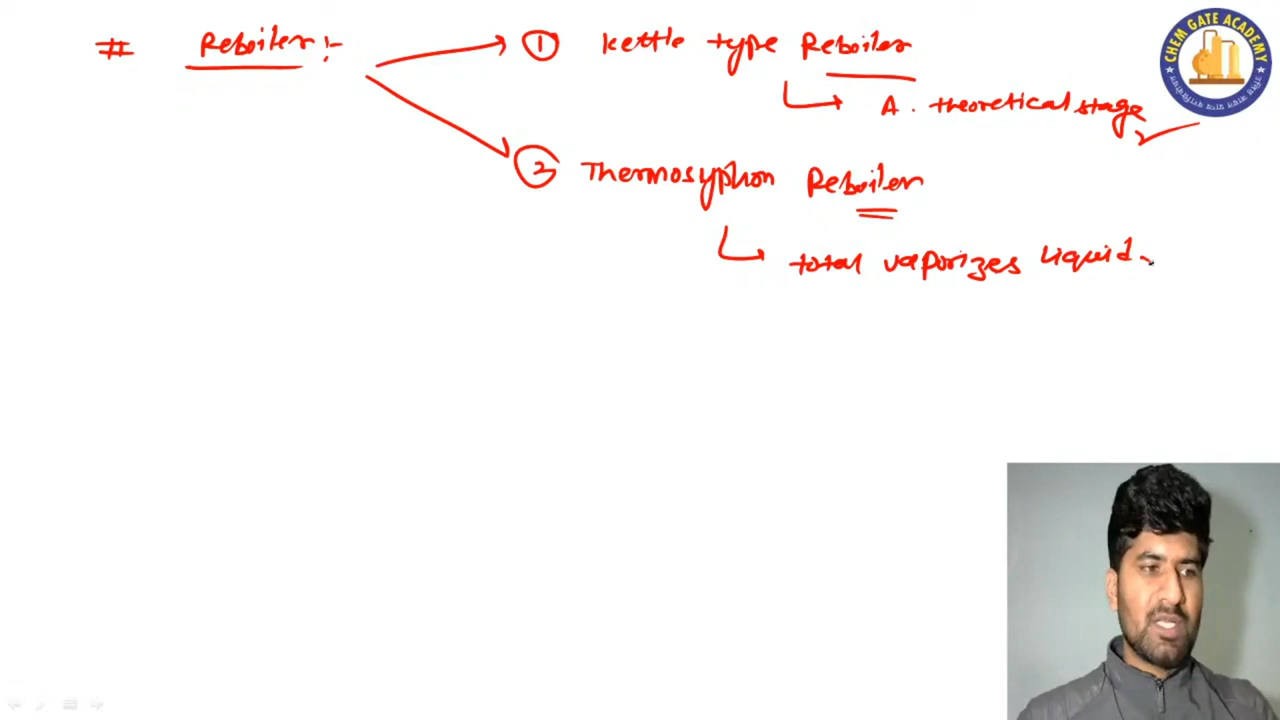 # Reboiler :-
① Kettle type Reboiler
A. theoretical stage
② Thermosyphon Reboiler
total vaporizes liquid.
CHEM GATE ACADEMY